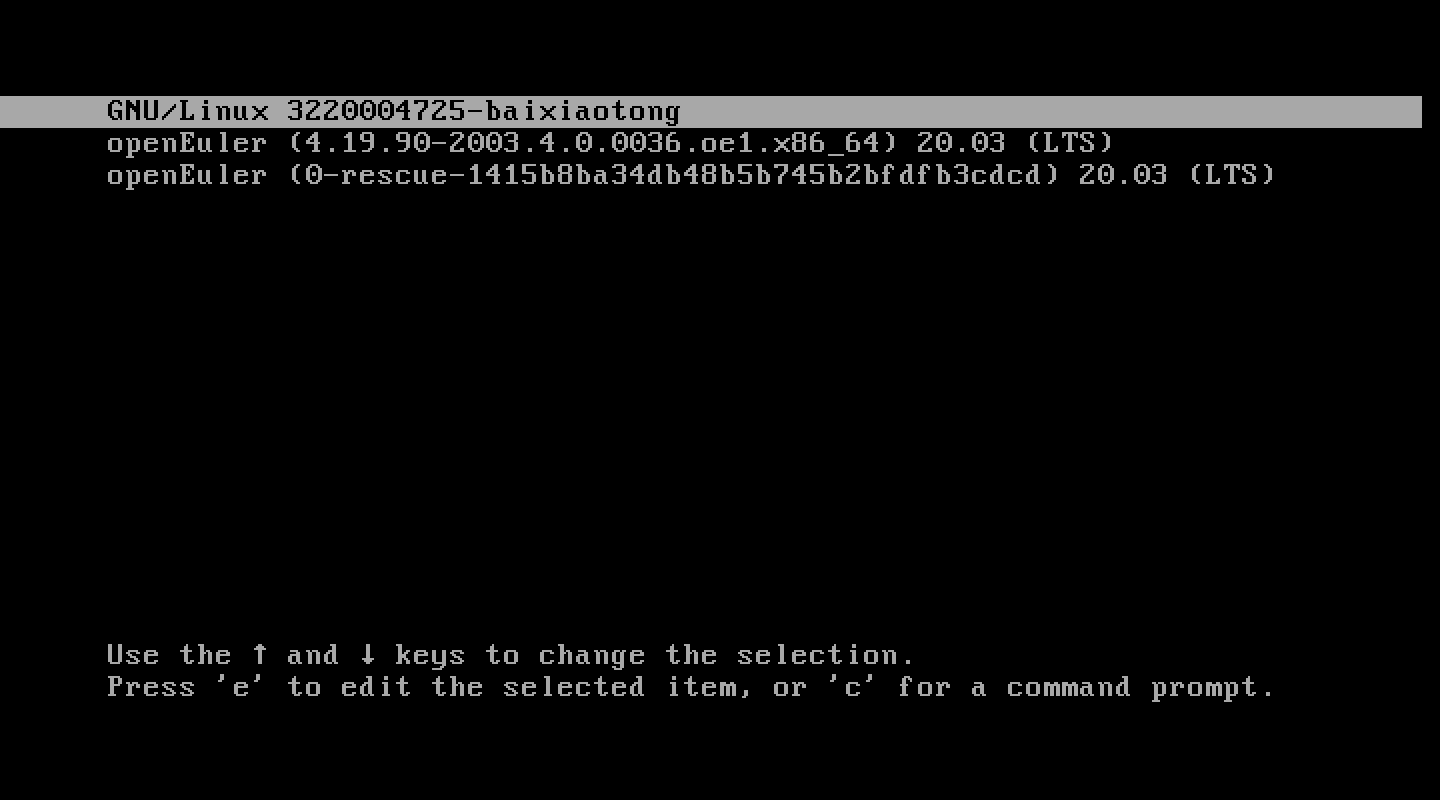 GNU/Linux 3220004725-baixiaotong
openEuler (4.19.90-2003.4.0.0036.oe1.x86_64) 20.03 (LTS)
openEuler (0-rescue-1415b8ba34db48b5b745b2bfdfb3cdcd) 20.03 (LTS)
Use the ↑ and ↓ keys to change the selection.
Press 'e' to edit the selected item, or 'c' for a command prompt.